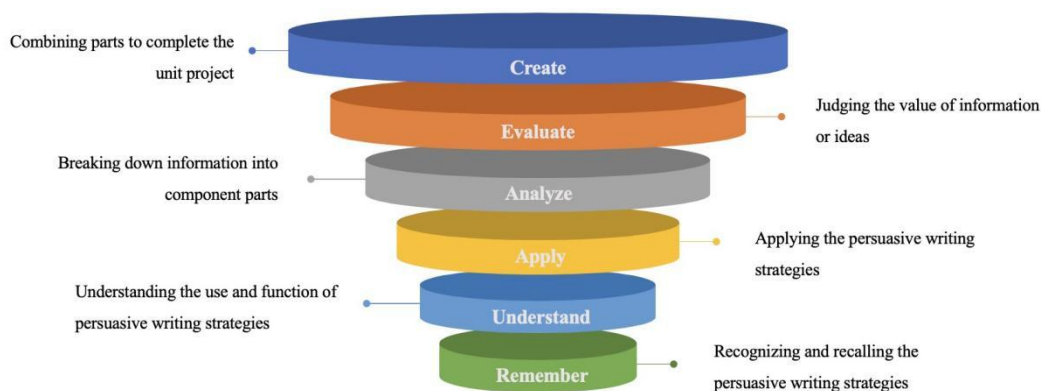 Combining parts to complete the
unit project
Create
Judging the value of information
or ideas
Evaluate
Breaking down information into
component parts
Analyze
Applying the persuasive writing
strategies
Apply
Understanding the use and function of
persuasive writing strategies
Understand
Recognizing and recalling the
persuasive writing strategies
Remember